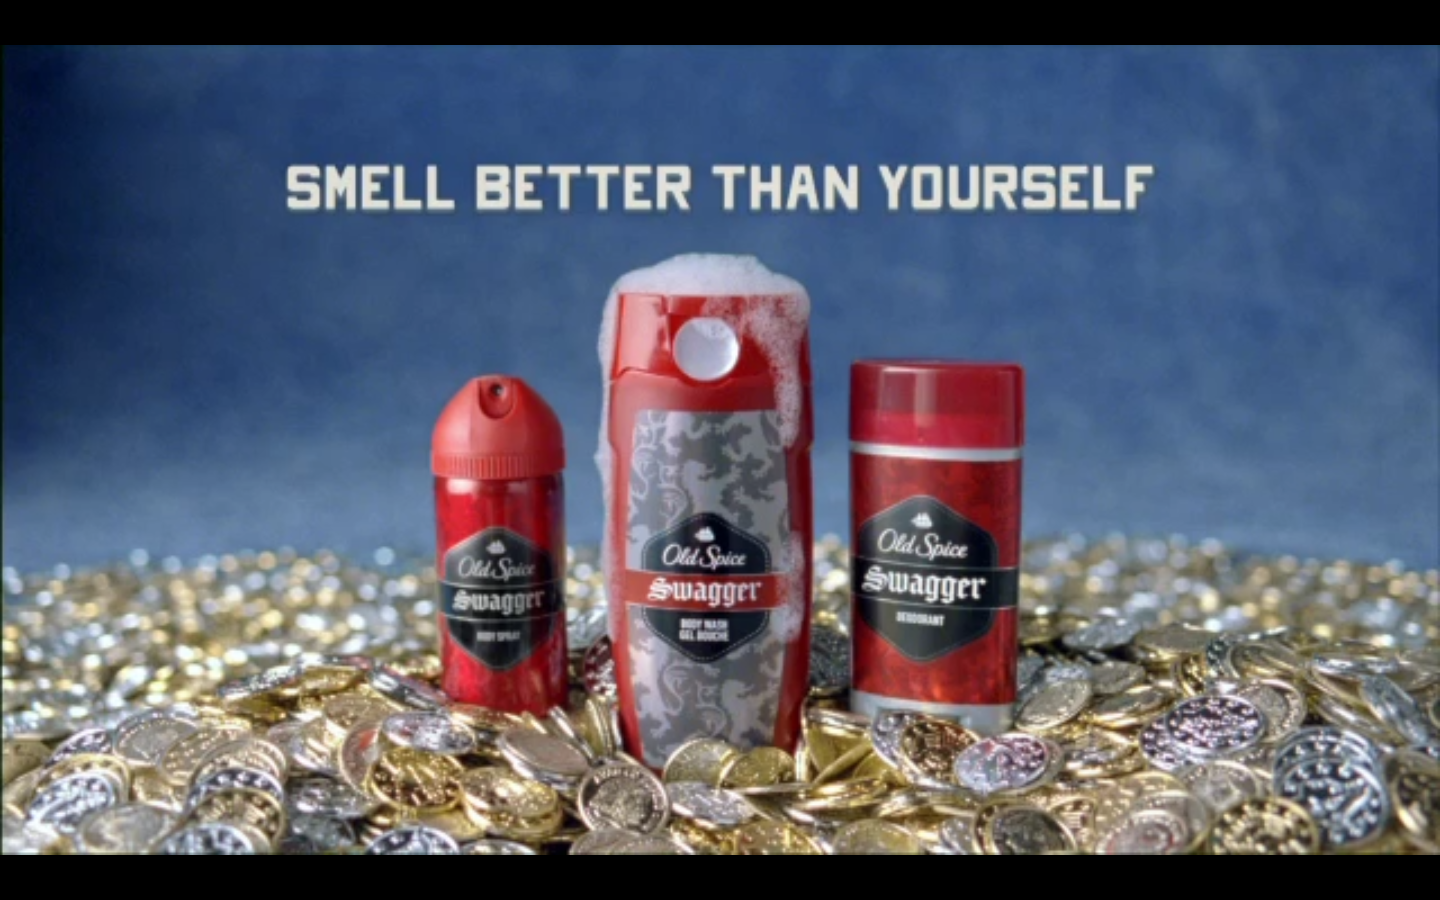 SMELL BETTER THAN YOURSELF
Old Spice
Swagger
BODY SPRAY
Old Spice
Swagger
BODY WASH
GEL DOUCHE
Old Spice
Swagger
DEODORANT